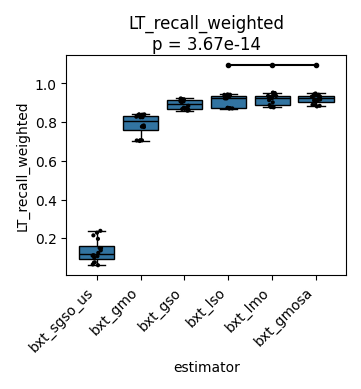 LT_recall_weighted
p = 3.67e-14
LT_recall_weighted
1.0
0.8
0.6
0.4
0.2
bxt_sgso_us
bxt_gmo
bxt_gso
bxt_lso
bxt_lmo
bxt_gmosa
estimator